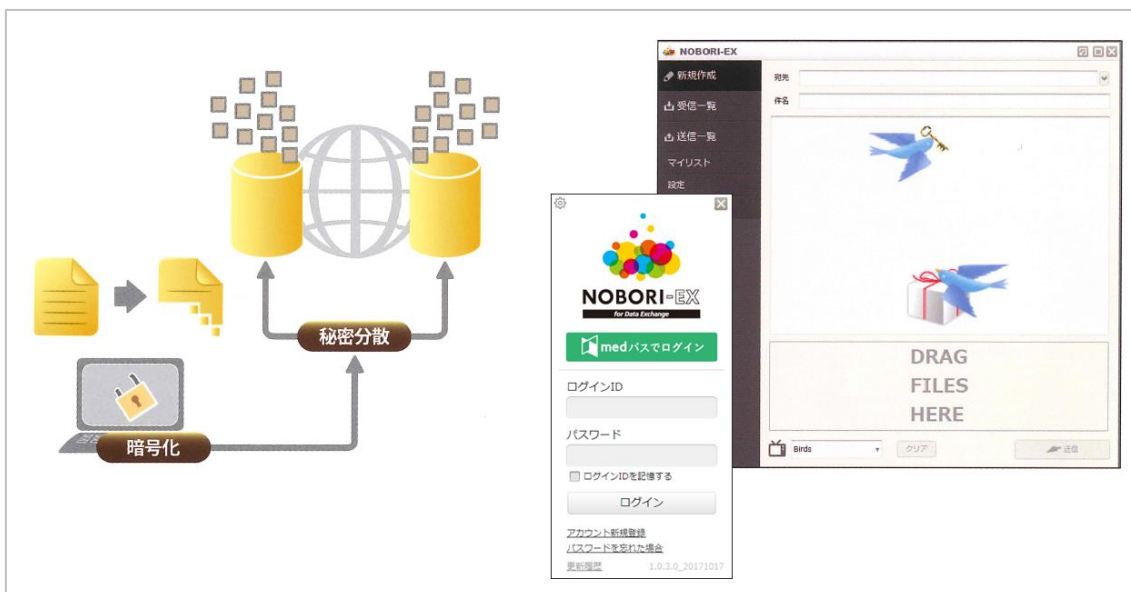 秘密分散
暗号化
NOBORI-EX
新規作成
受信一覧
送信一覧
マイリスト
設定
宛先
件名
DRAG
FILES
HERE
Birds
クリア
送信
NOBORI-EX
for Data Exchange
medパスでログイン
ログインID
パスワード
ログインIDを記憶する
ログイン
アカウント新規登録
パスワードを忘れた場合
更新履歴 1.0.3.0_20171017